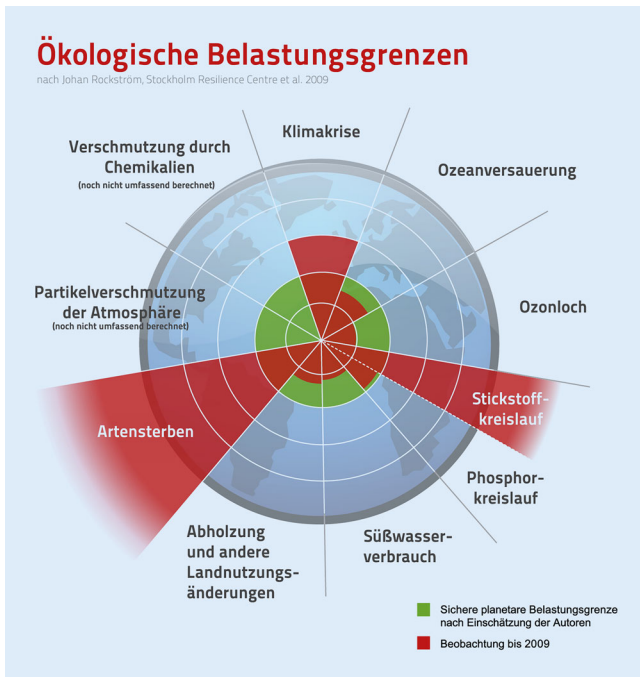 Ökologische Belastungsgrenzen
nach Johan Rockström, Stockholm Resilience Centre et al. 2009
Klimakrise
Verschmutzung durch
Chemikalien
(noch nicht umfassend berechnet)
Ozeanversauerung
Partikelverschmutzung
der Atmosphäre
(noch nicht umfassend berechnet)
Ozonloch
Stickstoff-
kreislauf
Artensterben
Phosphor-
kreislauf
Abholzung
und andere
Landnutzungs-
änderungen
Süßwasser-
verbrauch
Sichere planetare Belastungsgrenze
nach Einschätzung der Autoren
Beobachtung bis 2009